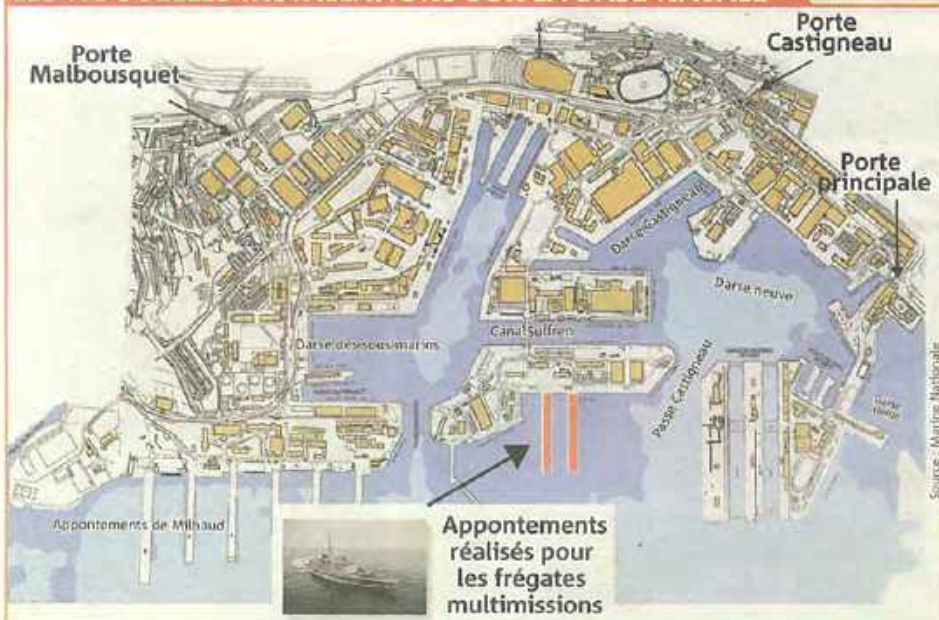 Porte
Malbousquet
Porte
Castigneau
Porte
principale
Darse Castigneau
Darse neuve
Canal Suffren
Darse des sous-marins
Passe Castigneau
Appontements de Milhaud
Appontements
réalisés pour
les frégates
multimissions
Source : Marine Nationale